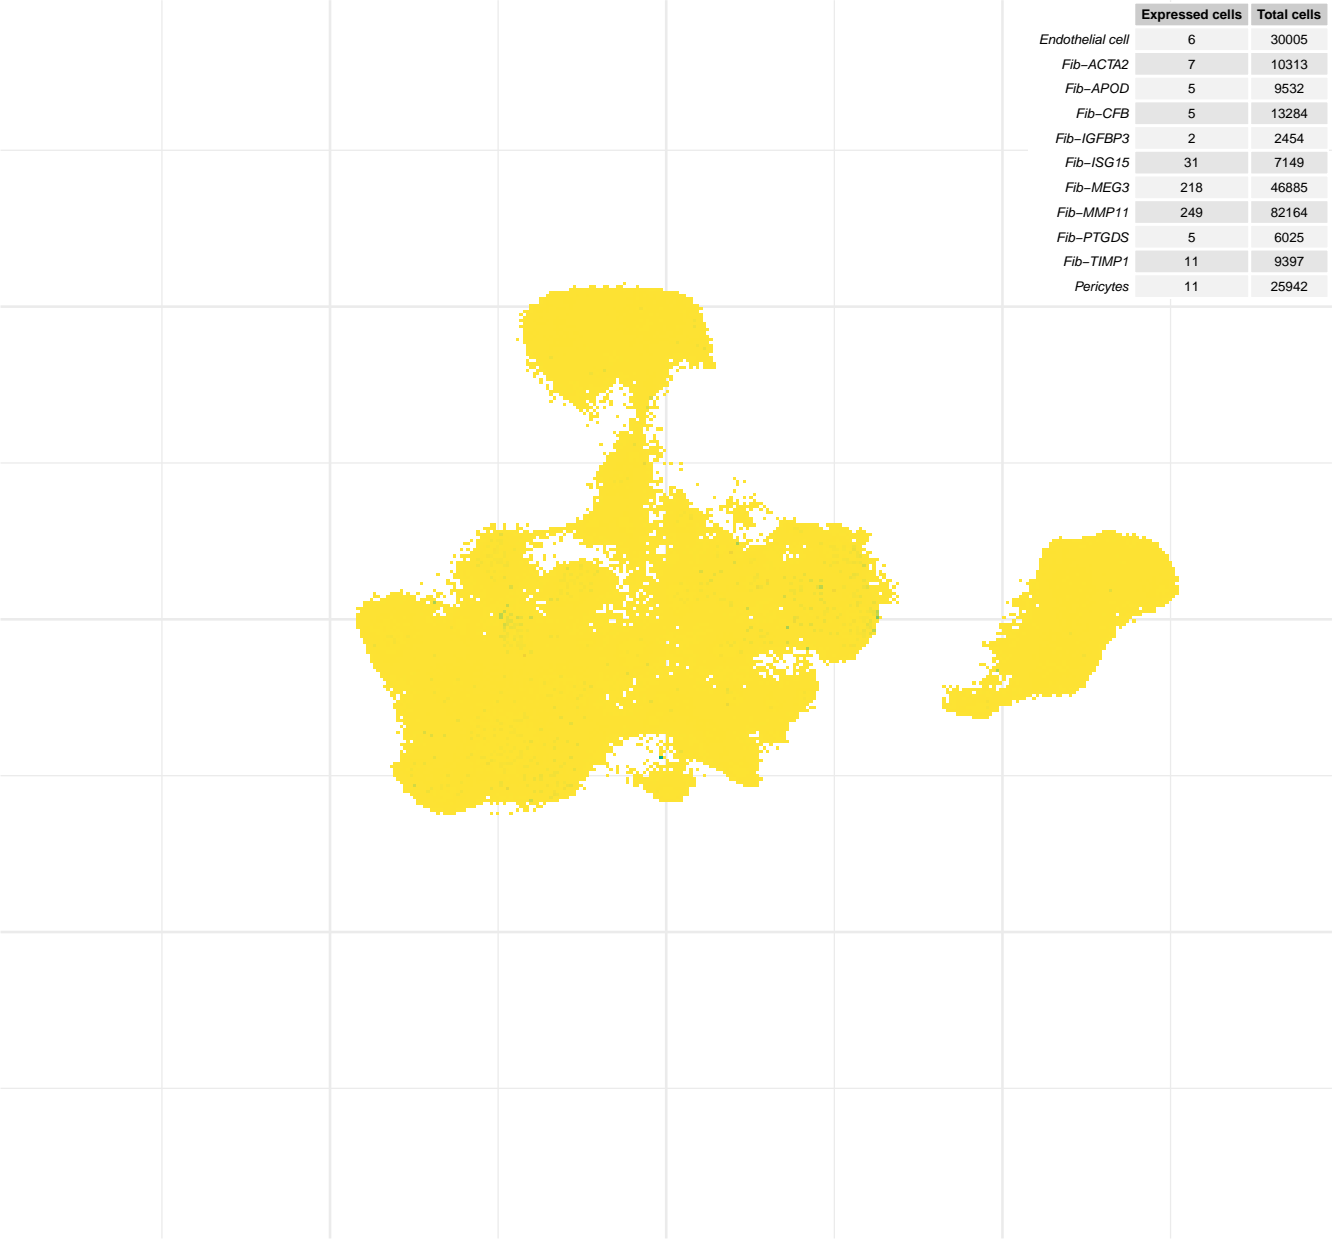 Expressed cells Total cells
Endothelial cell 6 30005
Fib−ACTA2 7 10313
Fib−APOD 5 9532
Fib−CFB 5 13284
Fib−IGFBP3 2 2454
Fib−ISG15 31 7149
Fib−MEG3 218 46885
Fib−MMP11 249 82164
Fib−PTGDS 5 6025
Fib−TIMP1 11 9397
Pericytes 11 25942